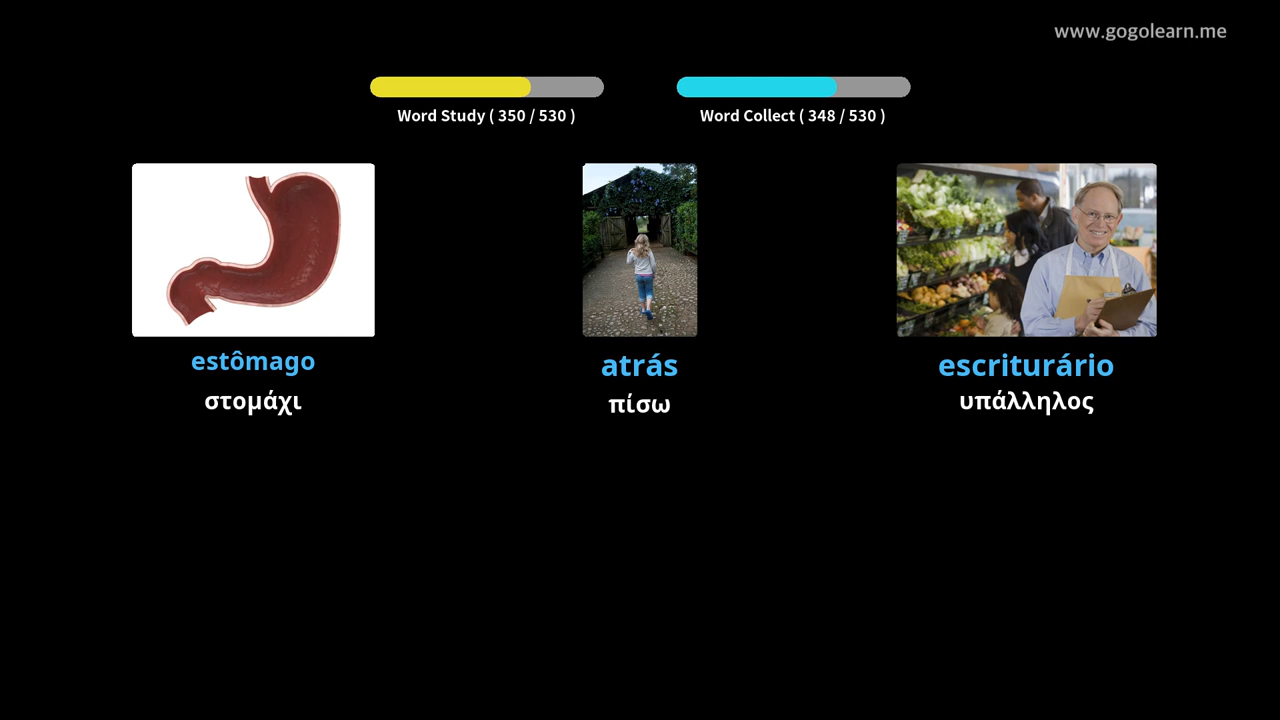 www.gogolearn.me
Word Study ( 350 / 530 )
Word Collect ( 348 / 530 )
estômago
στομάχι
atrás
πίσω
escriturário
υπάλληλος